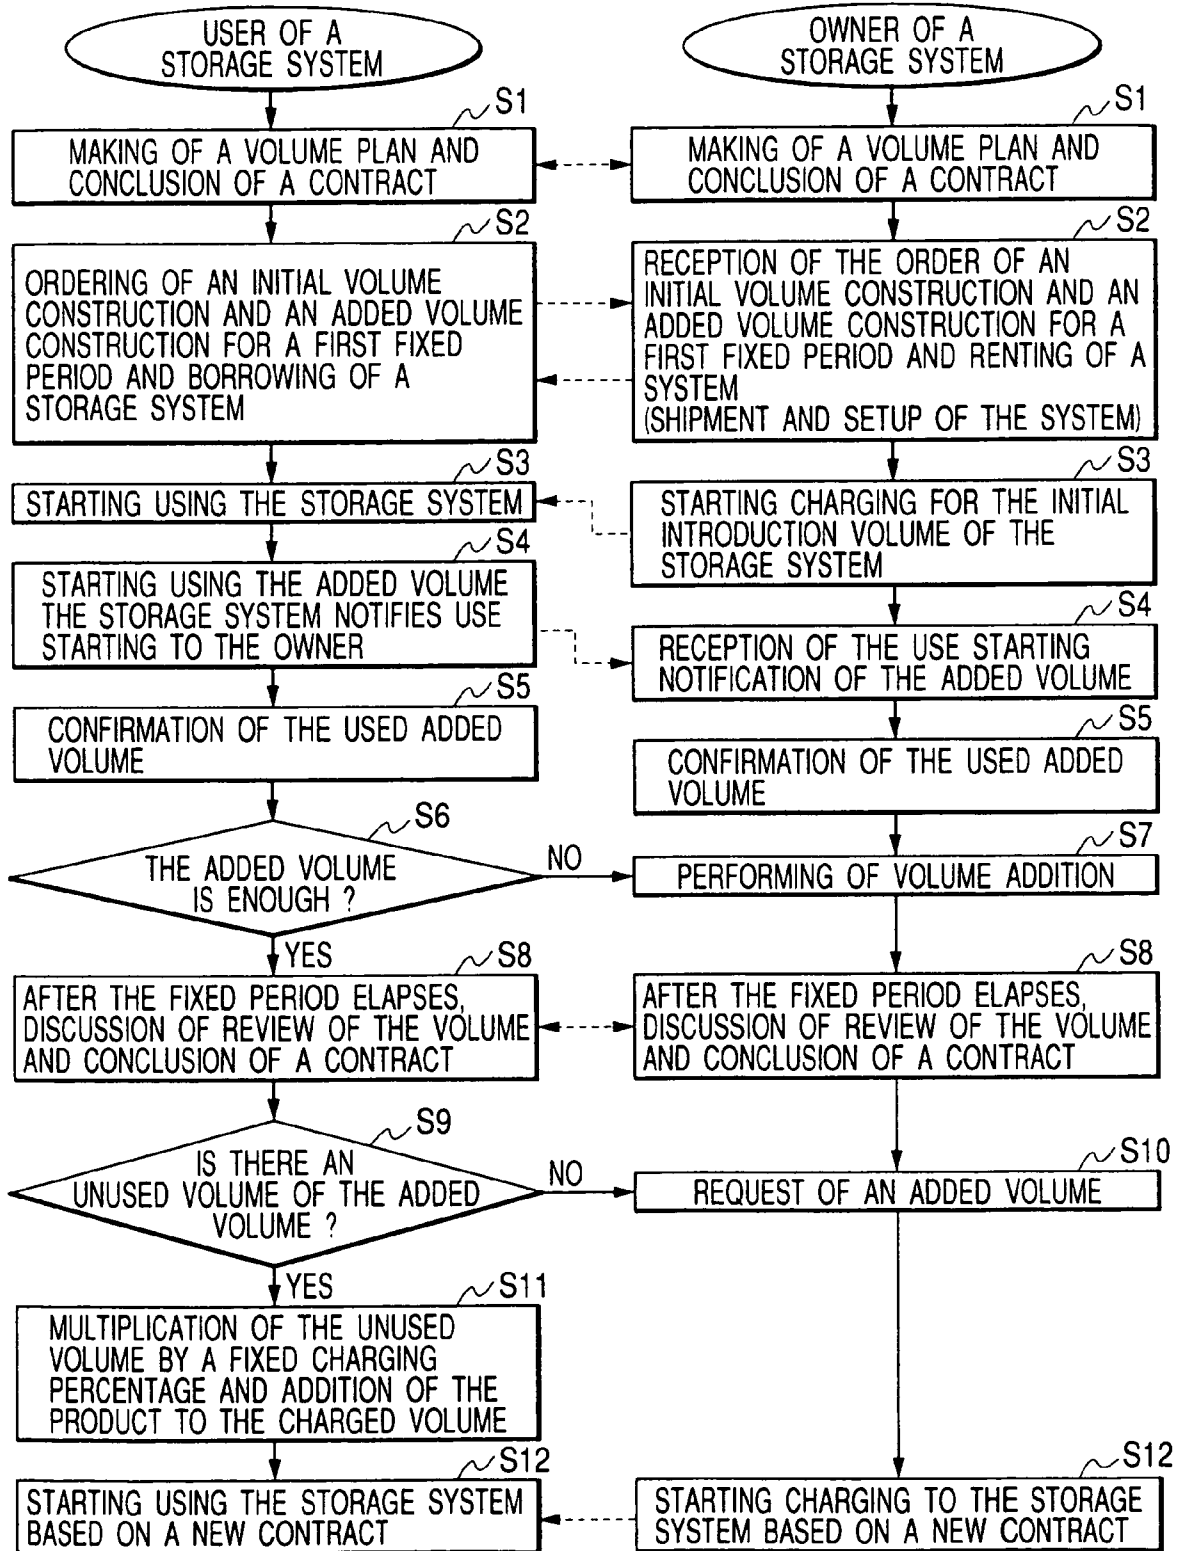 USER OF A
STORAGE SYSTEM
OWNER OF A
STORAGE SYSTEM
S1
MAKING OF A VOLUME PLAN AND
CONCLUSION OF A CONTRACT
S1
MAKING OF A VOLUME PLAN AND
CONCLUSION OF A CONTRACT
S2
ORDERING OF AN INITIAL VOLUME
CONSTRUCTION AND AN ADDED VOLUME
CONSTRUCTION FOR A FIRST FIXED
PERIOD AND BORROWING OF A
STORAGE SYSTEM
S2
RECEPTION OF THE ORDER OF AN
INITIAL VOLUME CONSTRUCTION AND AN
ADDED VOLUME CONSTRUCTION FOR A
FIRST FIXED PERIOD AND RENTING OF A
SYSTEM
(SHIPMENT AND SETUP OF THE SYSTEM)
S3
STARTING USING THE STORAGE SYSTEM
S3
STARTING CHARGING FOR THE INITIAL
INTRODUCTION VOLUME OF THE
STORAGE SYSTEM
S4
STARTING USING THE ADDED VOLUME
THE STORAGE SYSTEM NOTIFIES USE
STARTING TO THE OWNER
S4
RECEPTION OF THE USE STARTING
NOTIFICATION OF THE ADDED VOLUME
S5
CONFIRMATION OF THE USED ADDED
VOLUME
S5
CONFIRMATION OF THE USED ADDED
VOLUME
S6
THE ADDED VOLUME
IS ENOUGH ?
NO
YES
S7
PERFORMING OF VOLUME ADDITION
S8
AFTER THE FIXED PERIOD ELAPSES,
DISCUSSION OF REVIEW OF THE VOLUME
AND CONCLUSION OF A CONTRACT
S8
AFTER THE FIXED PERIOD ELAPSES,
DISCUSSION OF REVIEW OF THE VOLUME
AND CONCLUSION OF A CONTRACT
S9
IS THERE AN
UNUSED VOLUME OF THE ADDED
VOLUME ?
NO
YES
S10
REQUEST OF AN ADDED VOLUME
S11
MULTIPLICATION OF THE UNUSED
VOLUME BY A FIXED CHARGING
PERCENTAGE AND ADDITION OF THE
PRODUCT TO THE CHARGED VOLUME
S12
STARTING USING THE STORAGE SYSTEM
BASED ON A NEW CONTRACT
S12
STARTING CHARGING TO THE STORAGE
SYSTEM BASED ON A NEW CONTRACT